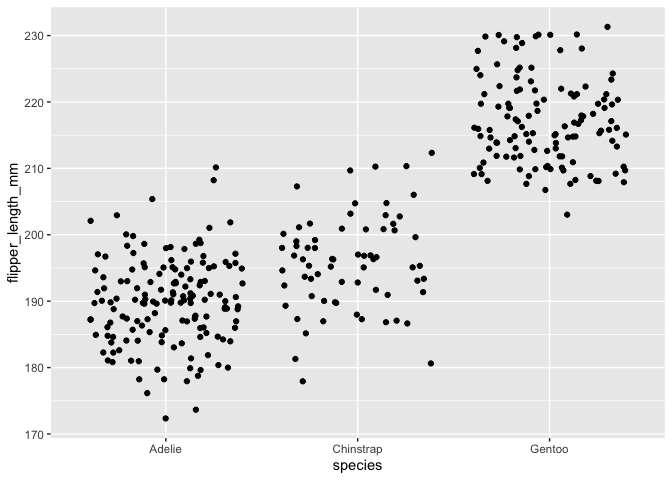 230
220
210
200
190
180
170
flipper_length_mm
Adelie
Chinstrap
Gentoo
species